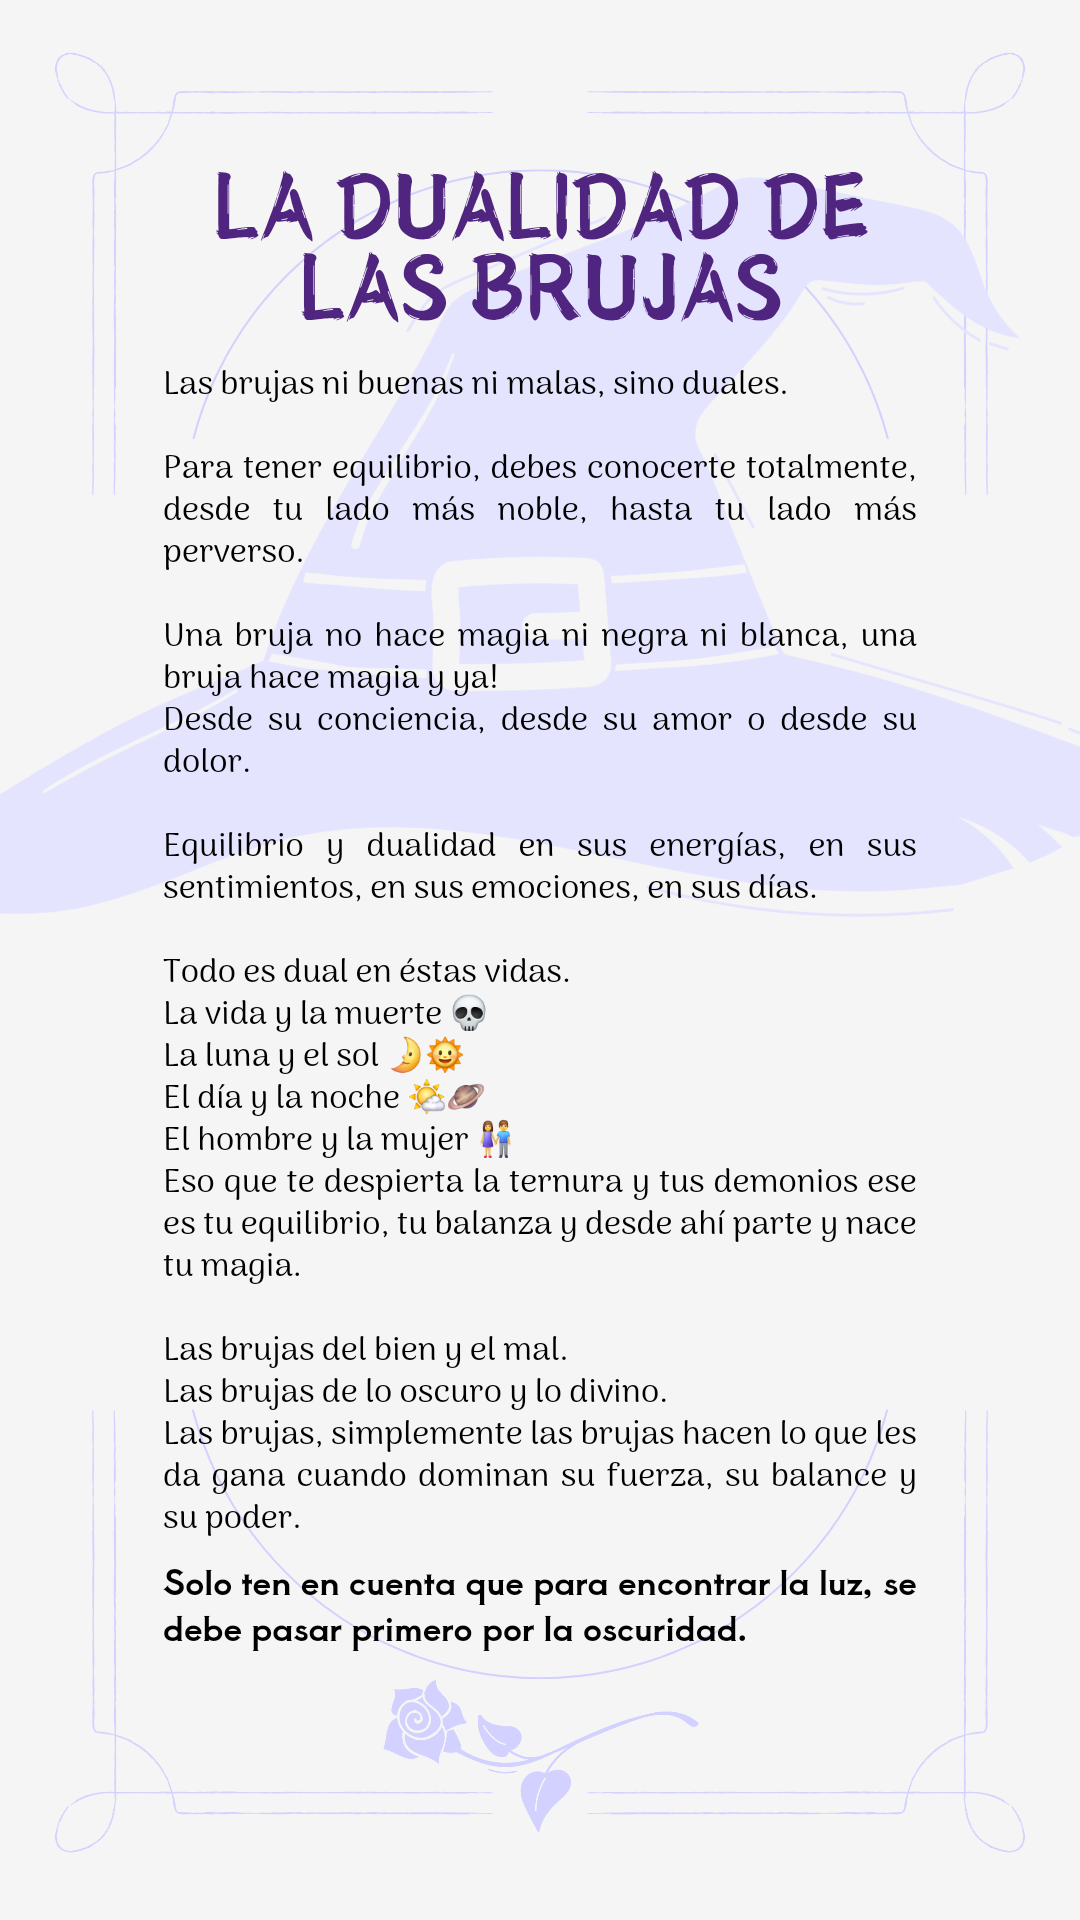 LA DUALIDAD DE
LAS BRUJAS
Las brujas ni buenas ni malas, sino duales.
Para tener equilibrio, debes conocerte totalmente,
desde tu lado más noble, hasta tu lado más
perverso.
Una bruja no hace magia ni negra ni blanca, una
bruja hace magia y ya!
Desde su conciencia, desde su amor o desde su
dolor.
Equilibrio y dualidad en sus energías, en sus
sentimientos, en sus emociones, en sus días.
Todo es dual en éstas vidas.
La vida y la muerte 💀
La luna y el sol 🌛🌞
El día y la noche 🌤️🪐
El hombre y la mujer 👫
Eso que te despierta la ternura y tus demonios ese
es tu equilibrio, tu balanza y desde ahí parte y nace
tu magia.
Las brujas del bien y el mal.
Las brujas de lo oscuro y lo divino.
Las brujas, simplemente las brujas hacen lo que les
da gana cuando dominan su fuerza, su balance y
su poder.
Solo ten en cuenta que para encontrar la luz, se
debe pasar primero por la oscuridad.